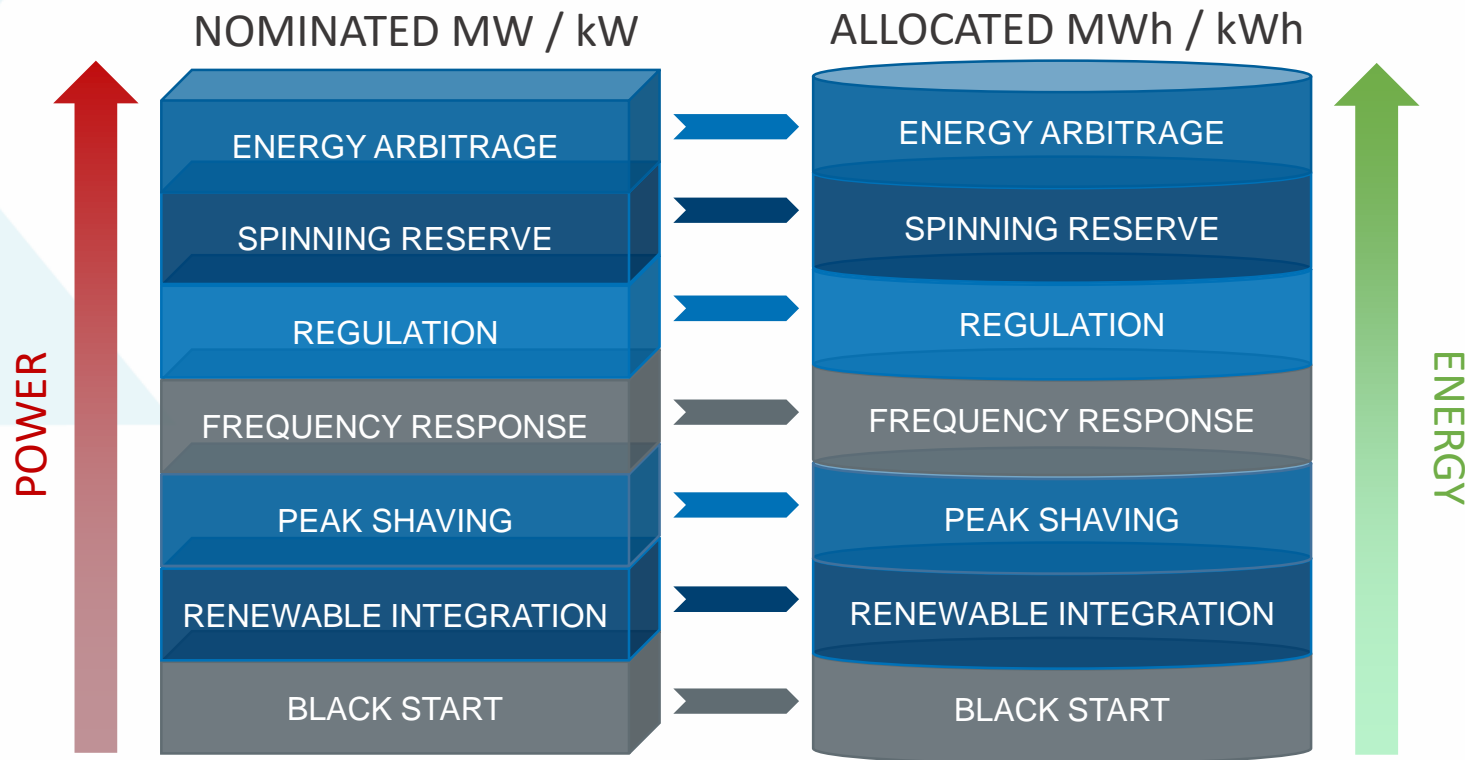 NOMINATED MW / kW
ALLOCATED MWh / kWh
POWER
ENERGY ARBITRAGE
SPINNING RESERVE
REGULATION
FREQUENCY RESPONSE
PEAK SHAVING
RENEWABLE INTEGRATION
BLACK START
ENERGY ARBITRAGE
SPINNING RESERVE
REGULATION
FREQUENCY RESPONSE
PEAK SHAVING
RENEWABLE INTEGRATION
BLACK START
ENERGY